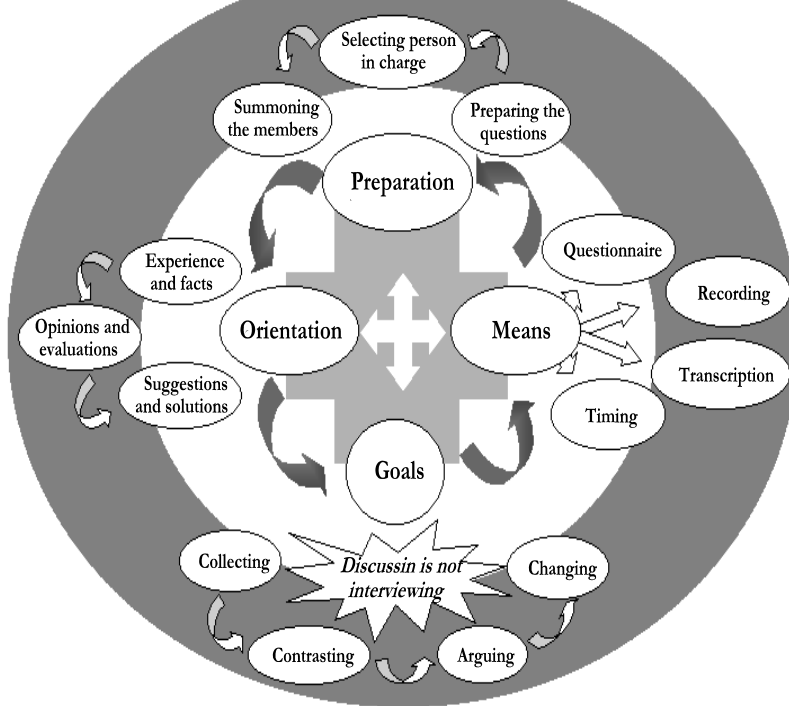 Selecting person
in charge
Summoning
the members
Preparing the
questions
Preparation
Experience
and facts
Questionnaire
Recording
Opinions and
evaluations
Orientation
Means
Suggestions
and solutions
Transcription
Timing
Goals
Collecting
Discussin is not
interviewing
Changing
Contrasting
Arguing